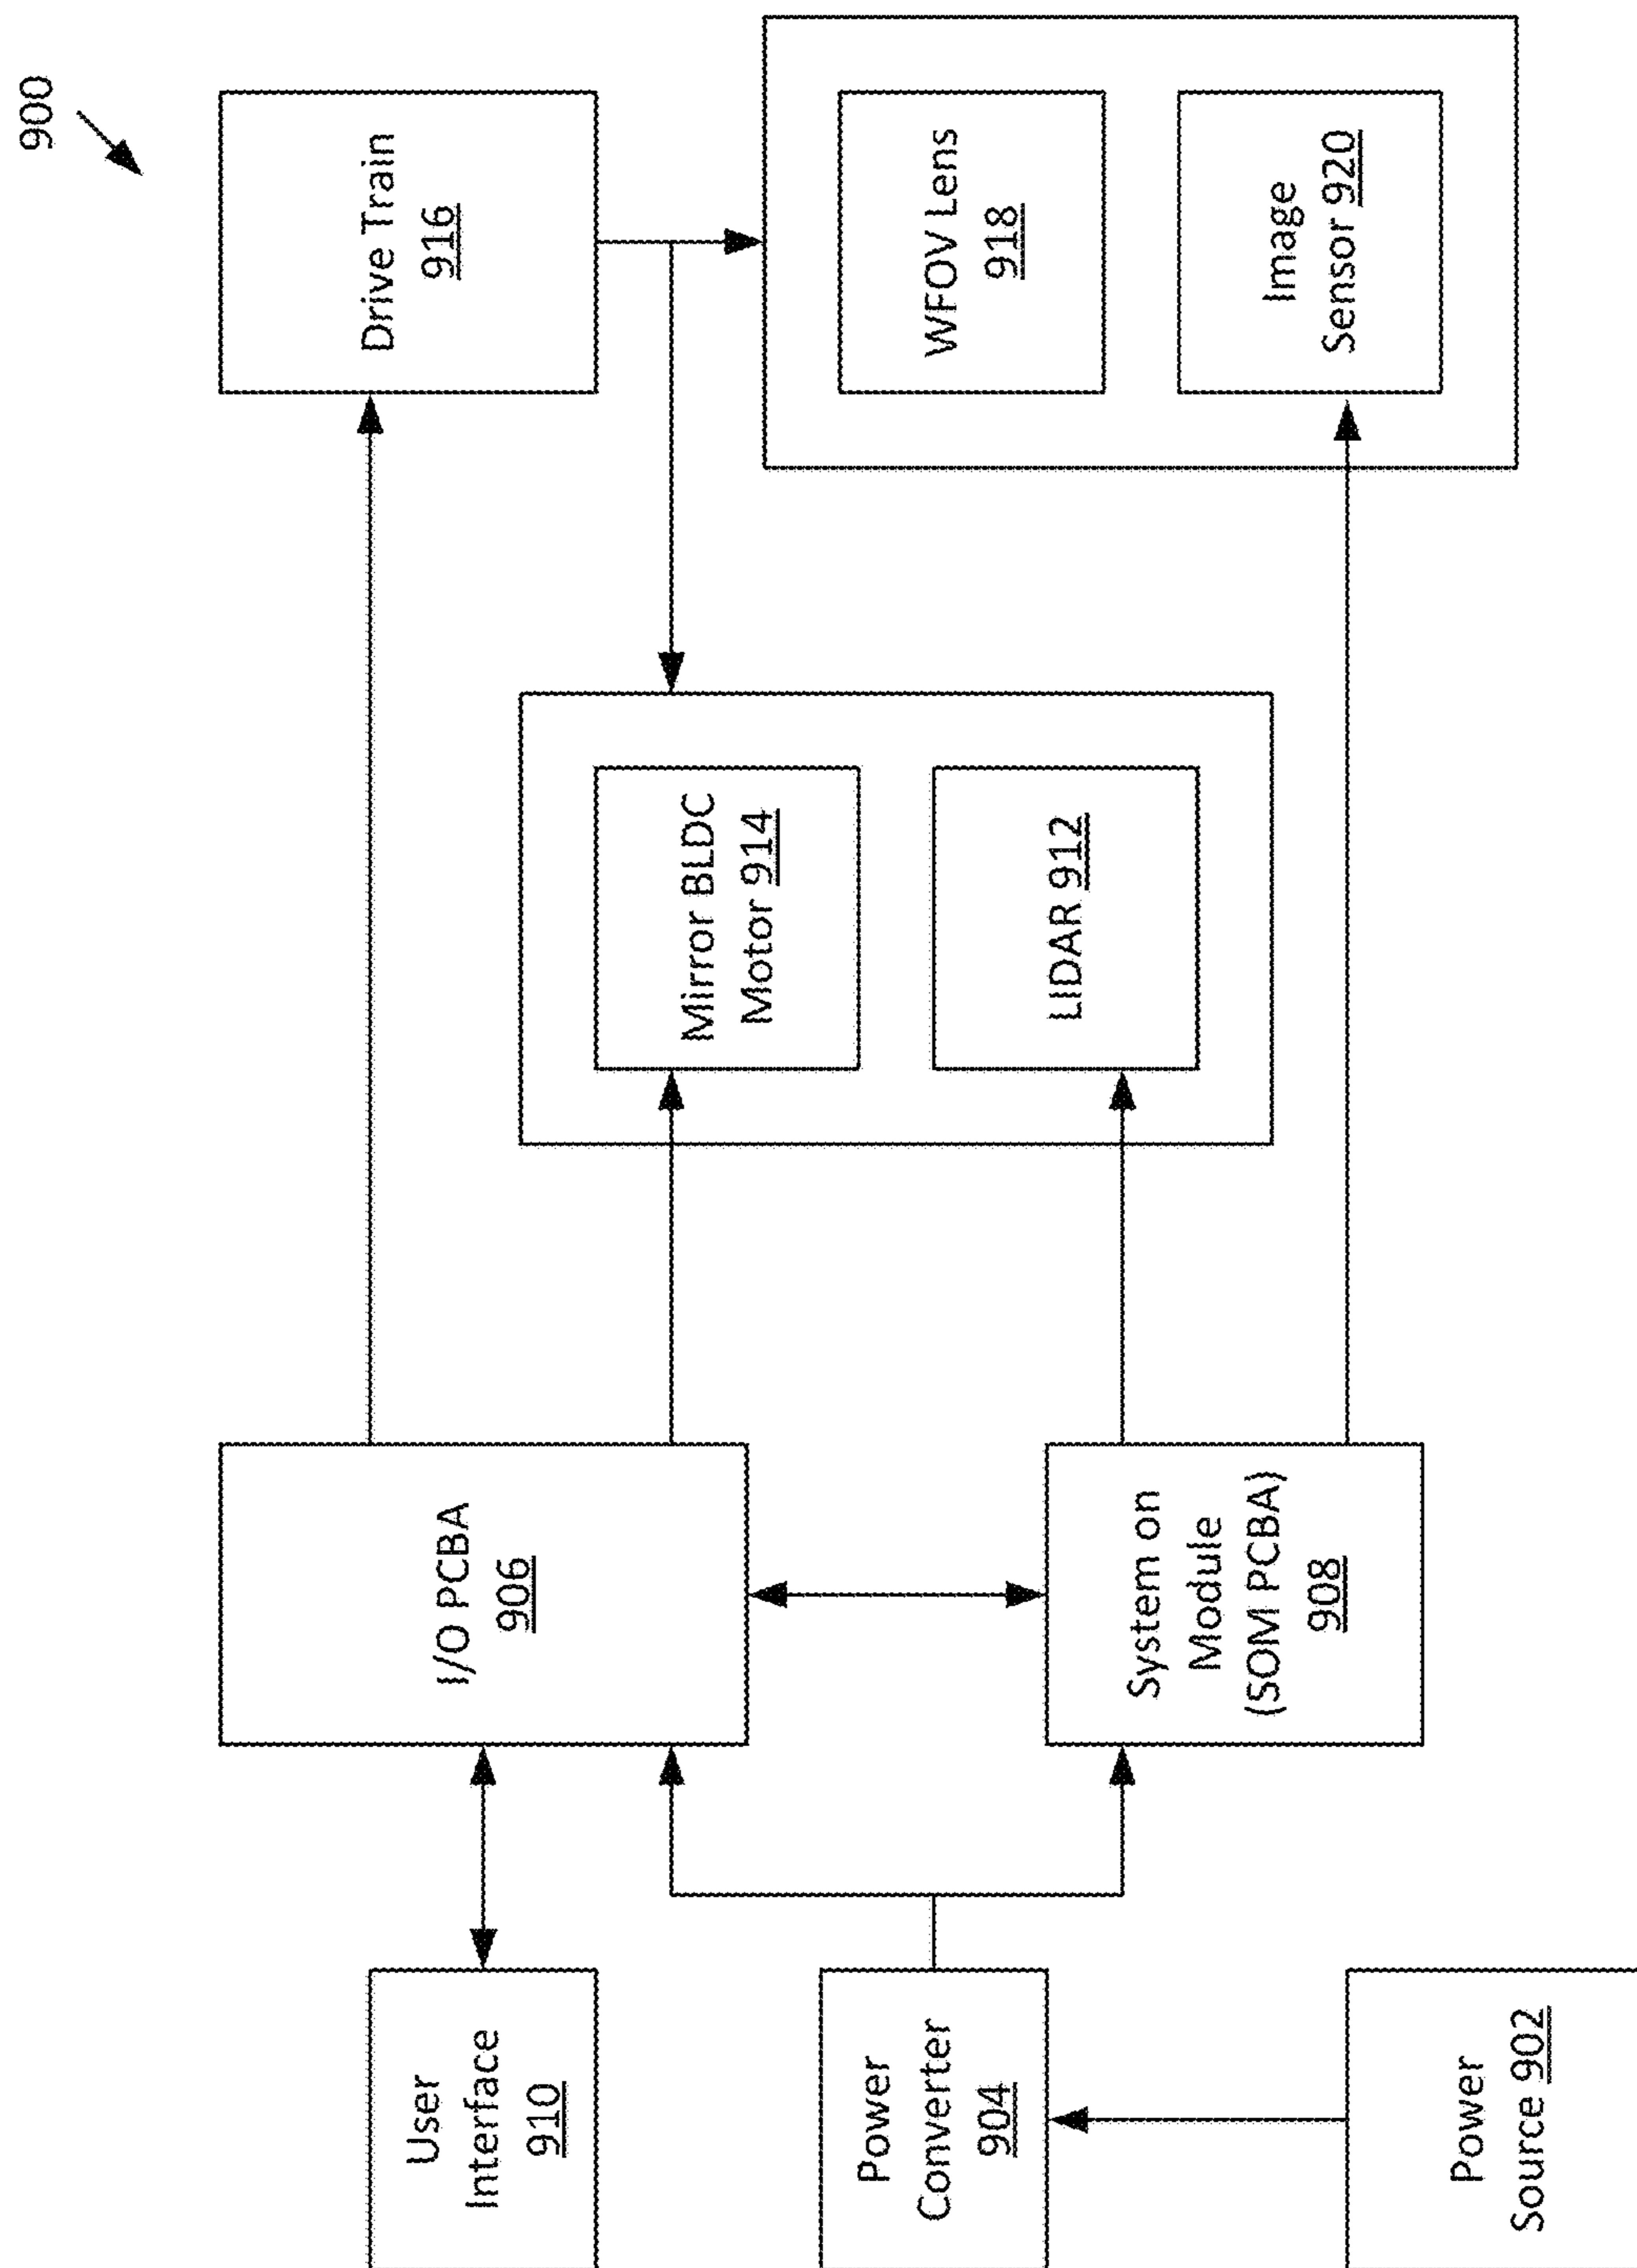 900
User
Interface
910
I/O PCBA
906
Drive Train
916
Mirror BLDC
Motor 914
WFOV Lens
918
Power
Converter
904
LIDAR 912
Image
Sensor 920
System on
Module
(SOM PCBA)
908
Power
Source 902